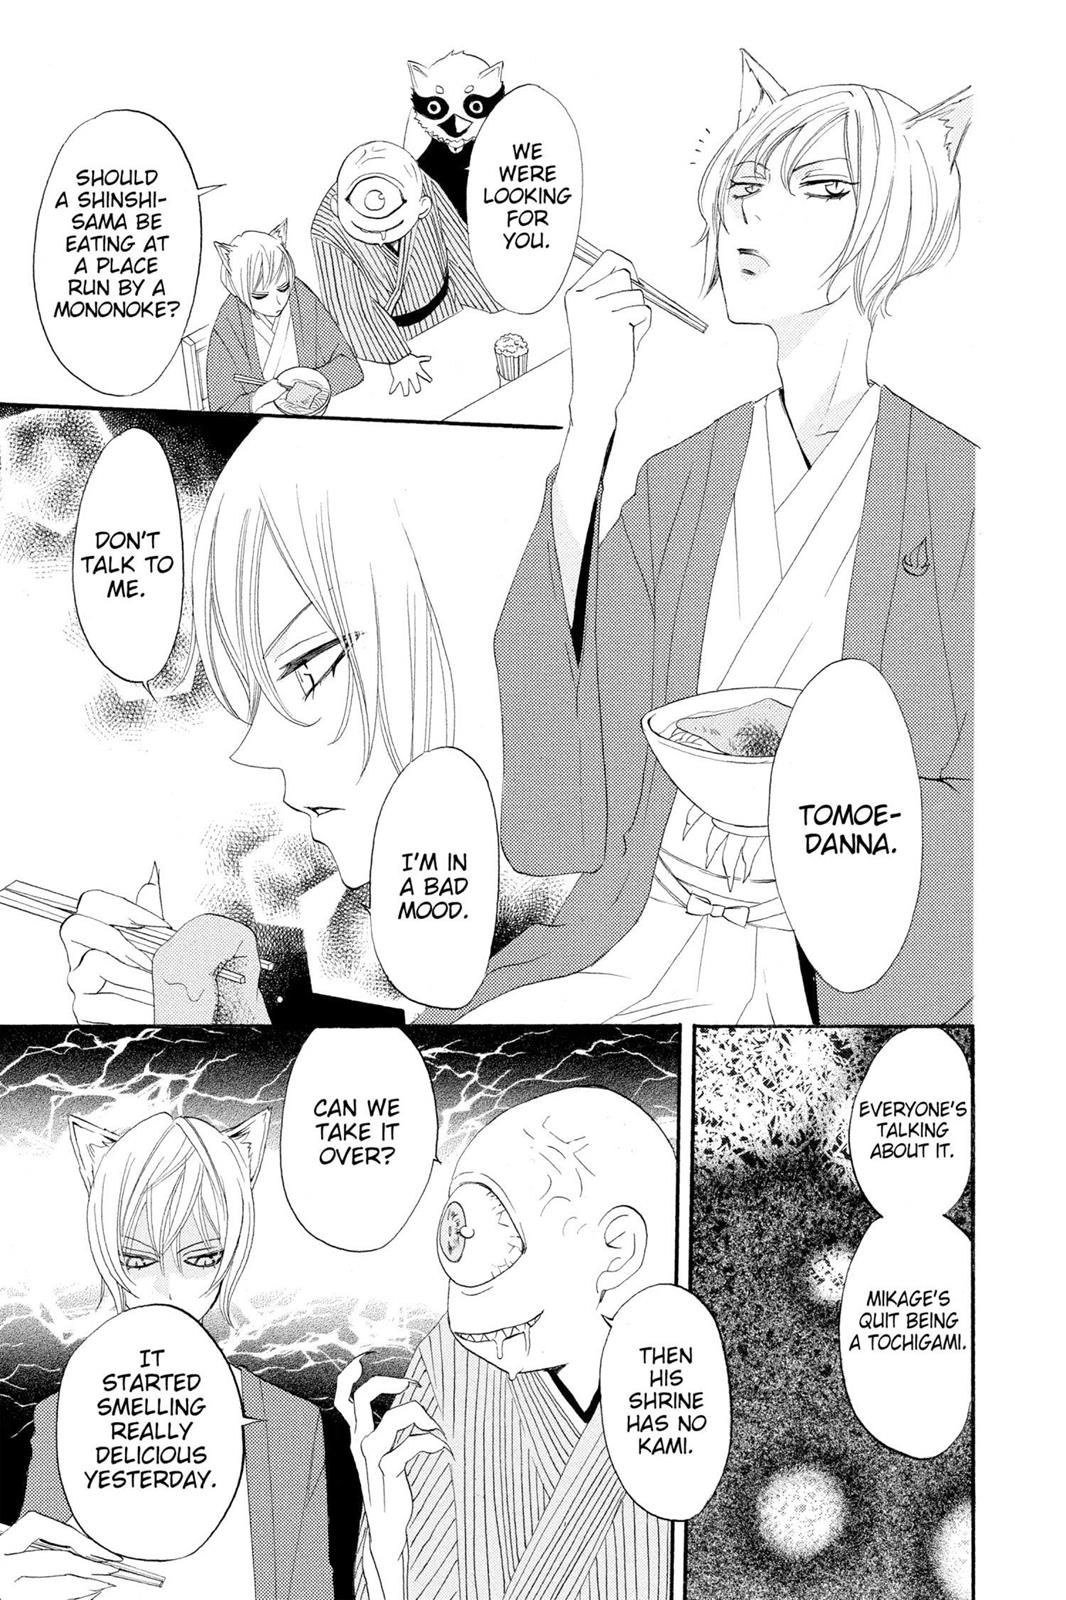 TOMOE-
DANNA.
WE
WERE
LOOKING
FOR
YOU.
SHOULD
A SHINSHI-
SAMA BE
EATING AT
A PLACE
RUN BY A
MONONOKE?
DON'T
TALK TO
ME.
I'M IN
A BAD
MOOD.
EVERYONE'S
TALKING
ABOUT IT.
MIKAGE'S
QUIT BEING
A TOCHIGAMI.
THEN
HIS
SHRINE
HAS NO
KAMI.
CAN WE
TAKE IT
OVER?
IT
STARTED
SMELLING
REALLY
DELICIOUS
YESTERDAY.